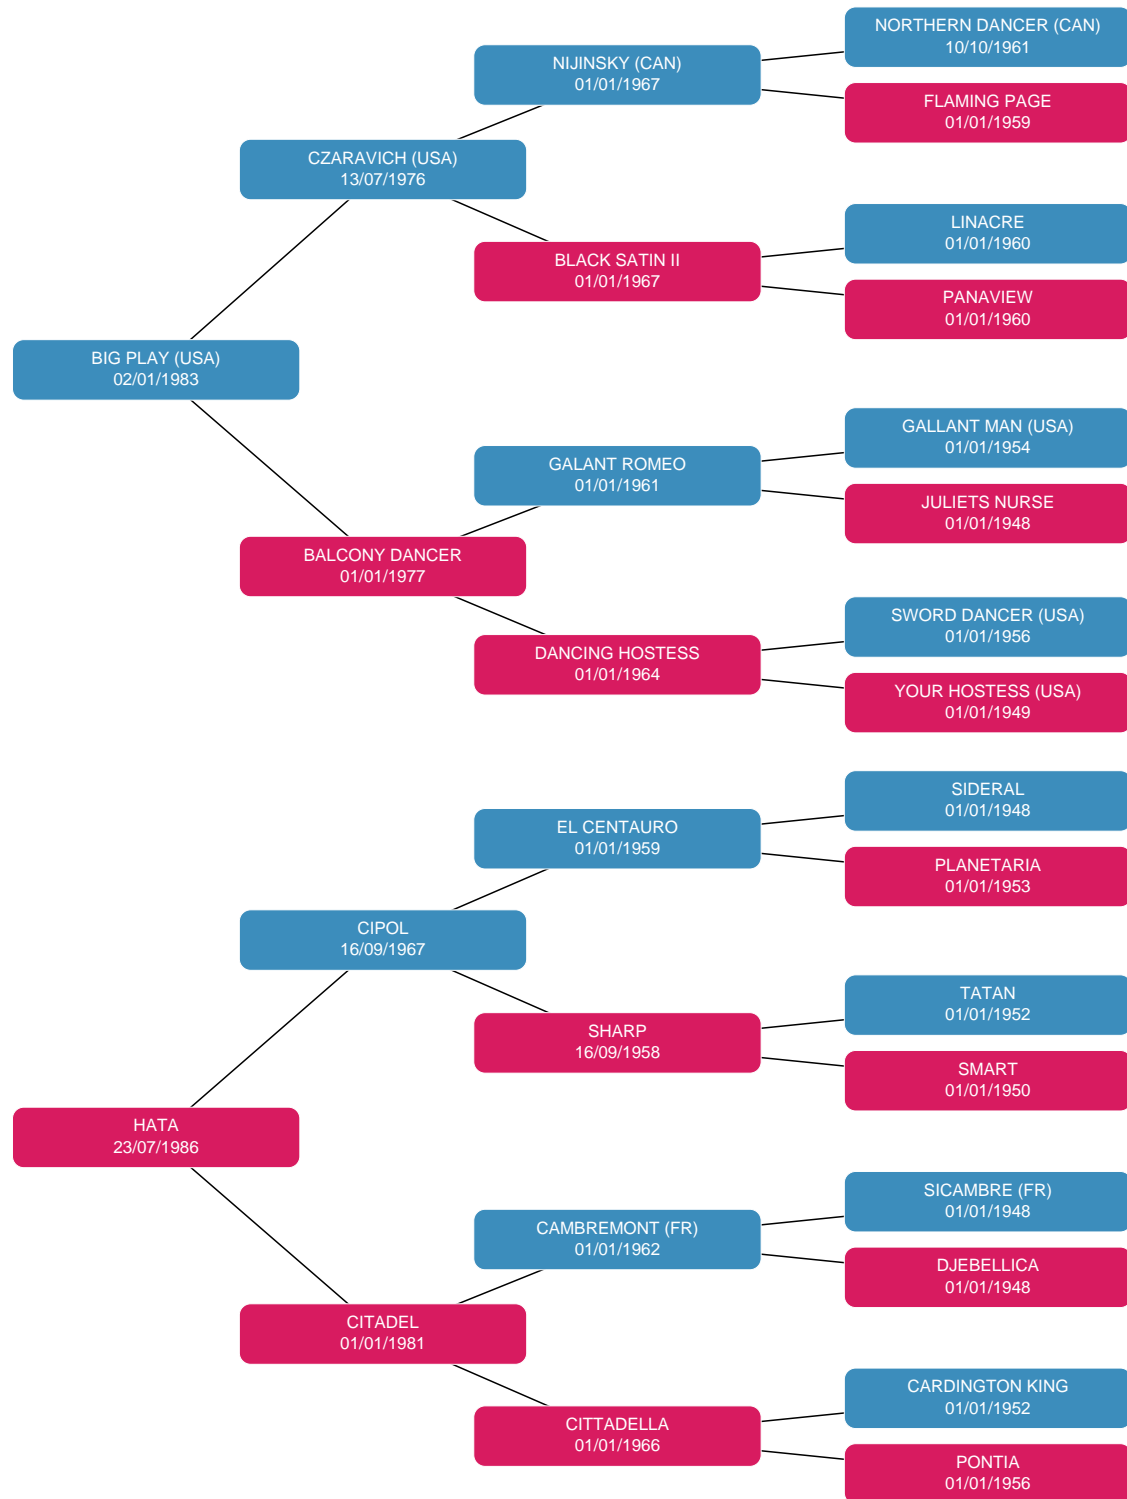 NORTHERN DANCER (CAN)
10/10/1961
NIJINSKY (CAN)
01/01/1967
FLAMING PAGE
01/01/1959
CZARAVICH (USA)
13/07/1976
LINACRE
01/01/1960
BLACK SATIN II
01/01/1967
PANAVIEW
01/01/1960
BIG PLAY (USA)
02/01/1983
GALLANT MAN (USA)
01/01/1954
GALANT ROMEO
01/01/1961
JULIETS NURSE
01/01/1948
BALCONY DANCER
01/01/1977
SWORD DANCER (USA)
01/01/1956
DANCING HOSTESS
01/01/1964
YOUR HOSTESS (USA)
01/01/1949
SIDERAL
01/01/1948
EL CENTAURO
01/01/1959
PLANETARIA
01/01/1953
CIPOL
16/09/1967
TATAN
01/01/1952
SHARP
16/09/1958
SMART
01/01/1950
HATA
23/07/1986
SICAMBRE (FR)
01/01/1948
CAMBREMONT (FR)
01/01/1962
DJEBELLICA
01/01/1948
CITADEL
01/01/1981
CARDINGTON KING
01/01/1952
CITTADELLA
01/01/1966
PONTIA
01/01/1956